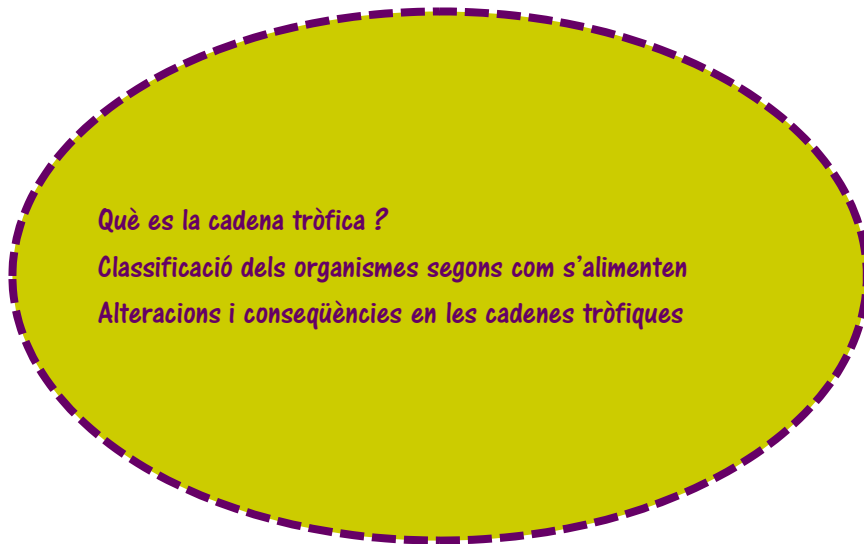 Què es la cadena tròfica ?
Classificació dels organismes segons com s'alimenten
Alteracions i conseqüències en les cadenes tròfiques